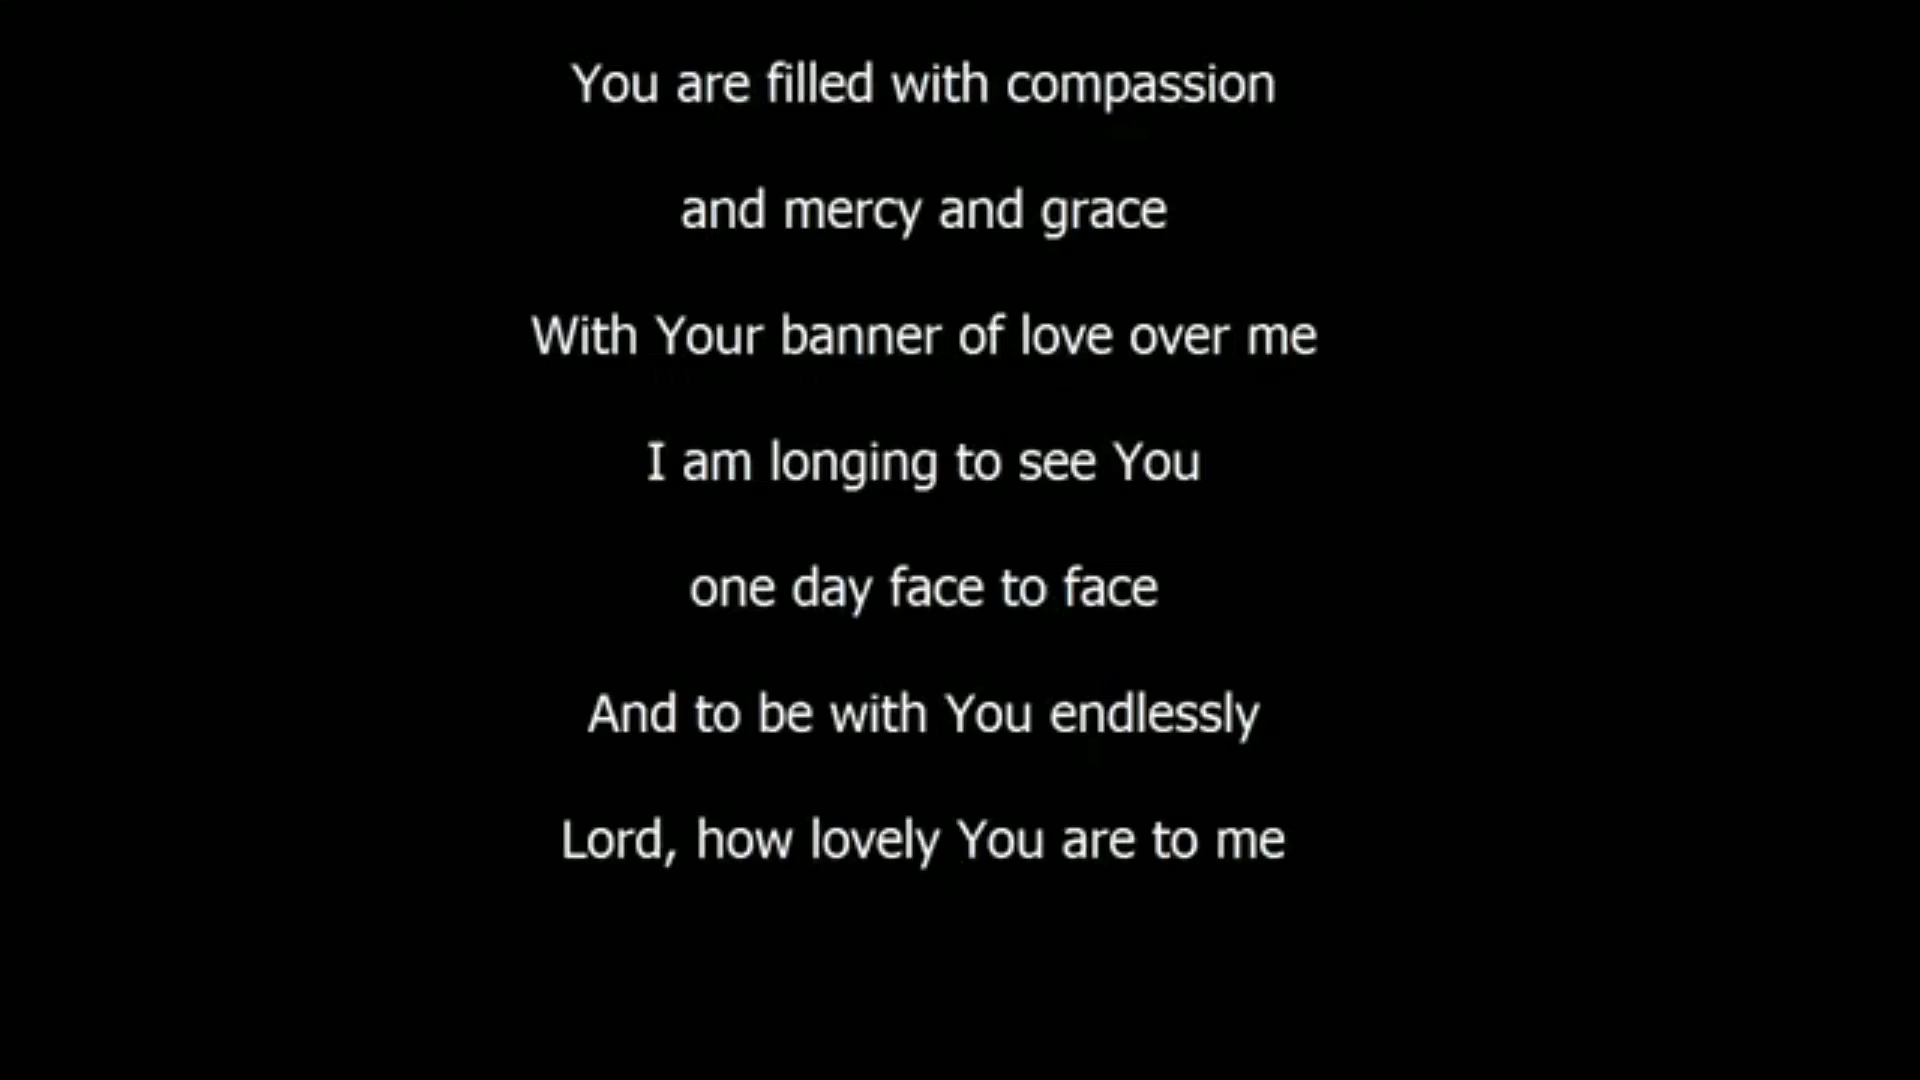 You are filled with compassion
and mercy and grace
With Your banner of love over me
I am longing to see You
one day face to face
And to be with You endlessly
Lord, how lovely You are to me